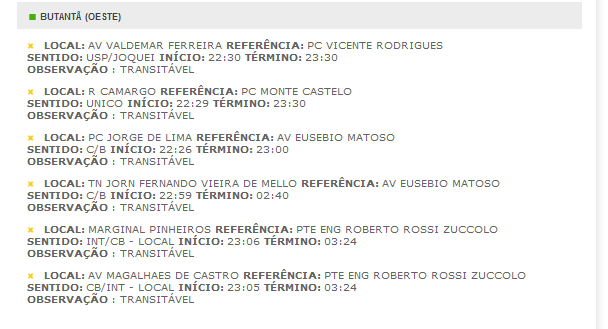 BUTANTÃ (OESTE)
LOCAL: AV VALDEMAR FERREIRA REFERÊNCIA: PC VICENTE RODRIGUES
SENTIDO: USP/JOQUEI INÍCIO: 22:30 TÉRMINO: 23:30
OBSERVAÇÃO : TRANSITÁVEL
LOCAL: R CAMARGO REFERÊNCIA: PC MONTE CASTELO
SENTIDO: UNICO INÍCIO: 22:29 TÉRMINO: 23:30
OBSERVAÇÃO : TRANSITÁVEL
LOCAL: PC JORGE DE LIMA REFERÊNCIA: AV EUSEBIO MATOSO
SENTIDO: C/B INÍCIO: 22:26 TÉRMINO: 23:00
OBSERVAÇÃO : TRANSITÁVEL
LOCAL: TN JORN FERNANDO VIEIRA DE MELLO REFERÊNCIA: AV EUSEBIO MATOSO
SENTIDO: C/B INÍCIO: 22:59 TÉRMINO: 02:40
OBSERVAÇÃO : TRANSITÁVEL
LOCAL: MARGINAL PINHEIROS REFERÊNCIA: PTE ENG ROBERTO ROSSI ZUCCOLO
SENTIDO: INT/CB - LOCAL INÍCIO: 23:06 TÉRMINO: 03:24
OBSERVAÇÃO : TRANSITÁVEL
LOCAL: AV MAGALHAES DE CASTRO REFERÊNCIA: PTE ENG ROBERTO ROSSI ZUCCOLO
SENTIDO: CB/INT - LOCAL INÍCIO: 23:05 TÉRMINO: 03:24
OBSERVAÇÃO : TRANSITÁVEL